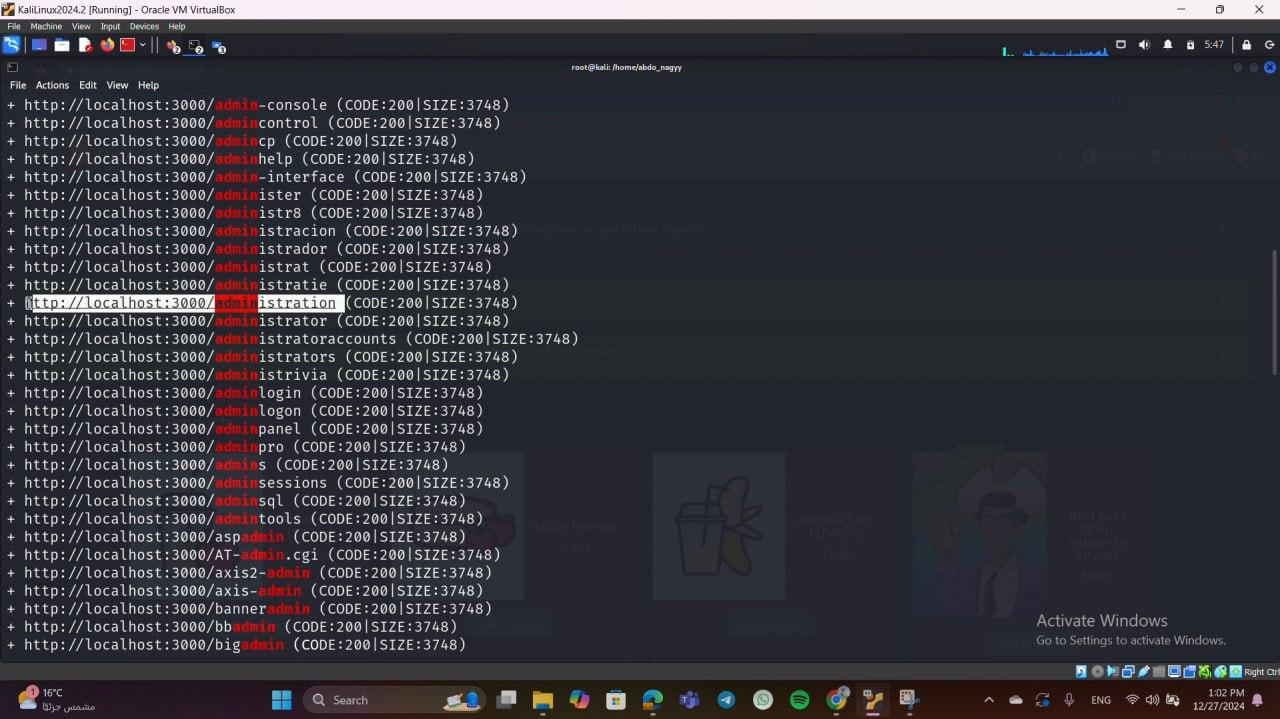 KaliLinux2024.2 [Running] - Oracle VM VirtualBox
File Machine View Input Devices Help
5:47
root@kali: /home/abdo_nagyy
File Actions Edit View Help
+ http://localhost:3000/admin-console (CODE:200|SIZE:3748)
+ http://localhost:3000/admincontrol (CODE:200|SIZE:3748)
+ http://localhost:3000/admincp (CODE:200|SIZE:3748)
+ http://localhost:3000/adminhelp (CODE:200|SIZE:3748)
+ http://localhost:3000/admin-interface (CODE:200|SIZE:3748)
+ http://localhost:3000/administer (CODE:200|SIZE:3748)
+ http://localhost:3000/administr8 (CODE:200|SIZE:3748)
+ http://localhost:3000/administracion (CODE:200|SIZE:3748)
+ http://localhost:3000/administrador (CODE:200|SIZE:3748)
+ http://localhost:3000/administrat (CODE:200|SIZE:3748)
+ http://localhost:3000/administratie (CODE:200|SIZE:3748)
+ http://localhost:3000/administration (CODE:200|SIZE:3748)
+ http://localhost:3000/administrator (CODE:200|SIZE:3748)
+ http://localhost:3000/administratoraccounts (CODE:200|SIZE:3748)
+ http://localhost:3000/administrators (CODE:200|SIZE:3748)
+ http://localhost:3000/administrivia (CODE:200|SIZE:3748)
+ http://localhost:3000/adminlogin (CODE:200|SIZE:3748)
+ http://localhost:3000/adminlogon (CODE:200|SIZE:3748)
+ http://localhost:3000/adminpanel (CODE:200|SIZE:3748)
+ http://localhost:3000/adminpro (CODE:200|SIZE:3748)
+ http://localhost:3000/admins (CODE:200|SIZE:3748)
+ http://localhost:3000/adminsessions (CODE:200|SIZE:3748)
+ http://localhost:3000/adminsql (CODE:200|SIZE:3748)
+ http://localhost:3000/admintools (CODE:200|SIZE:3748)
+ http://localhost:3000/aspadmin (CODE:200|SIZE:3748)
+ http://localhost:3000/AT-admin.cgi (CODE:200|SIZE:3748)
+ http://localhost:3000/axis2-admin (CODE:200|SIZE:3748)
+ http://localhost:3000/axis-admin (CODE:200|SIZE:3748)
+ http://localhost:3000/banneradmin (CODE:200|SIZE:3748)
+ http://localhost:3000/bbadmin (CODE:200|SIZE:3748)
+ http://localhost:3000/bigadmin (CODE:200|SIZE:3748)
Banana Juice
(1000ml)
1.99¤
Best Juice
Shop
Salesman
Artwork
Activate Windows
Go to Settings to activate Windows.
Right Ctrl
16°C
مشمس جزئيًا
Search
ENG
1:02 PM
12/27/2024